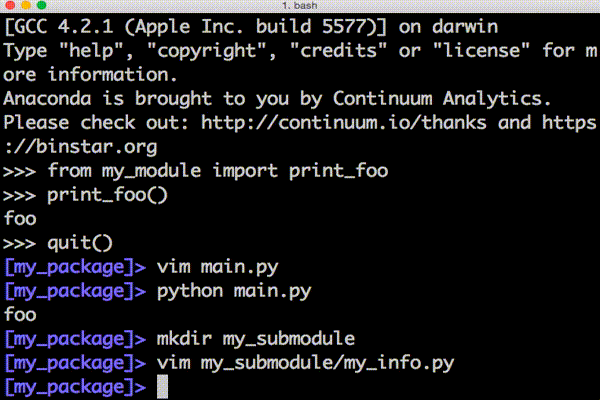 1. bash
[GCC 4.2.1 (Apple Inc. build 5577)] on darwin
Type "help", "copyright", "credits" or "license" for m
ore information.
Anaconda is brought to you by Continuum Analytics.
Please check out: http://continuum.io/thanks and https
://binstar.org
>>> from my_module import print_foo
>>> print_foo()
foo
>>> quit()
[my_package]> vim main.py
[my_package]> python main.py
foo
[my_package]> mkdir my_submodule
[my_package]> vim my_submodule/my_info.py
[my_package]>